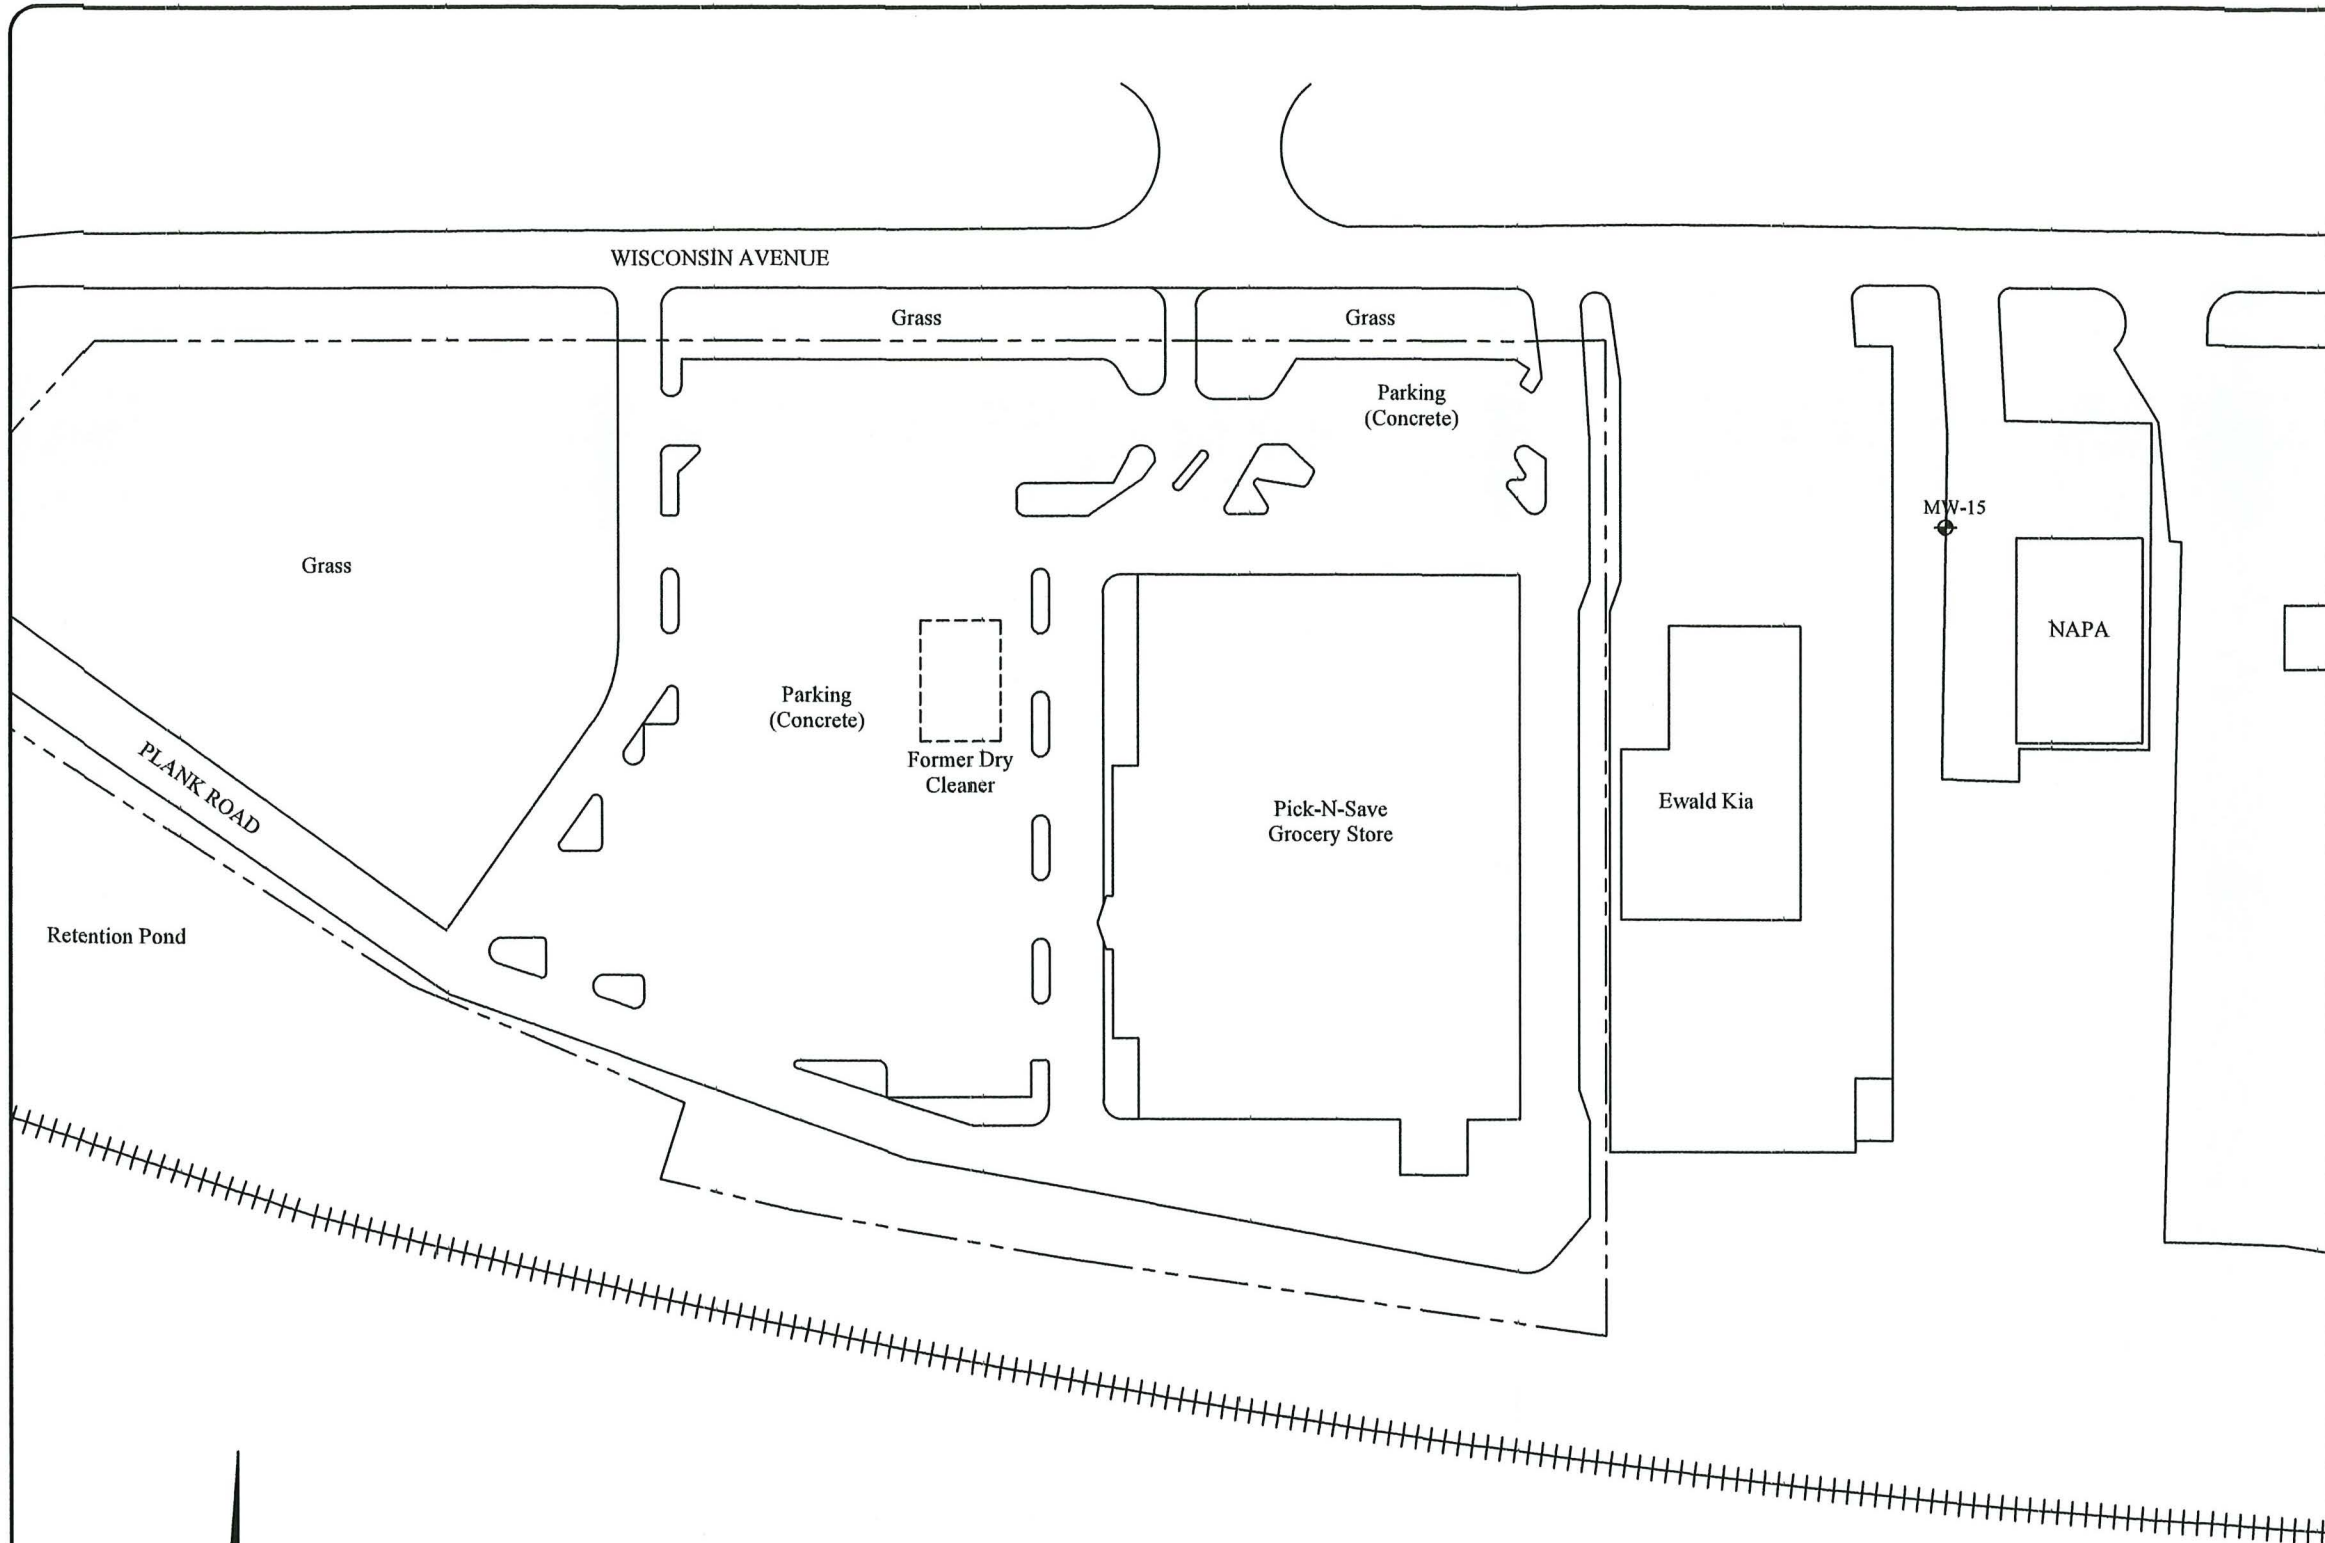 WISCONSIN AVENUE
Grass
Grass
Parking
(Concrete)
MW-15
Grass
NAPA
Parking
(Concrete)
Former Dry
Cleaner
PLANK ROAD
Pick-N-Save
Grocery Store
Ewald Kia
Retention Pond